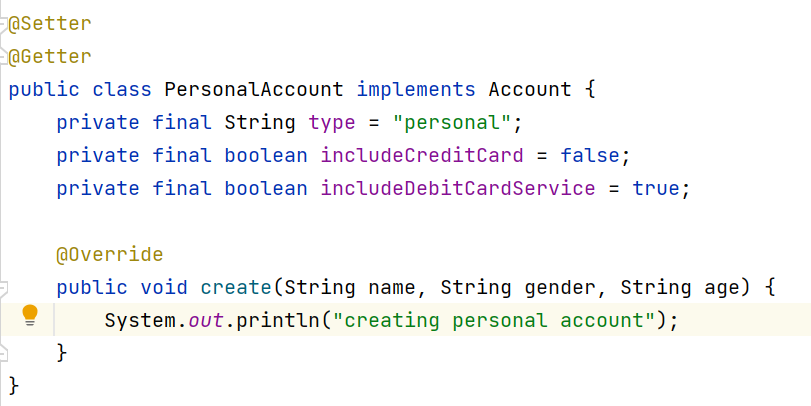 @Setter
@Getter
public class PersonalAccount implements Account {
    private final String type = "personal";
    private final boolean includeCreditCard = false;
    private final boolean includeDebitCardService = true;

    @Override
    public void create(String name, String gender, String age) {
        System.out.println("creating personal account");
    }
}